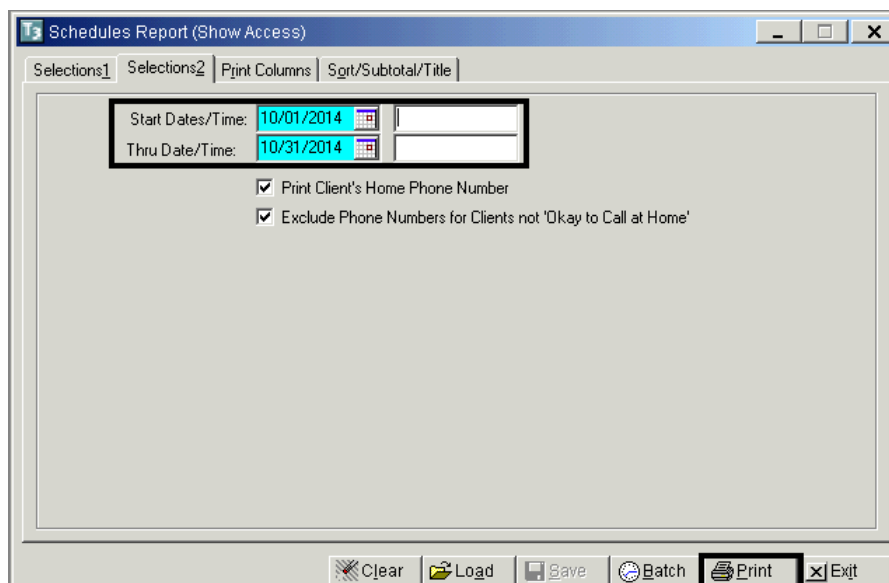 T3 Schedules Report (Show Access)
Selections1 Selections2 Print Columns Sort/Subtotal/Title
Start Dates/Time: 10/01/2014
Thru Date/Time: 10/31/2014
Print Client's Home Phone Number
Exclude Phone Numbers for Clients not 'Okay to Call at Home'
Clear Load Save Batch Print Exit